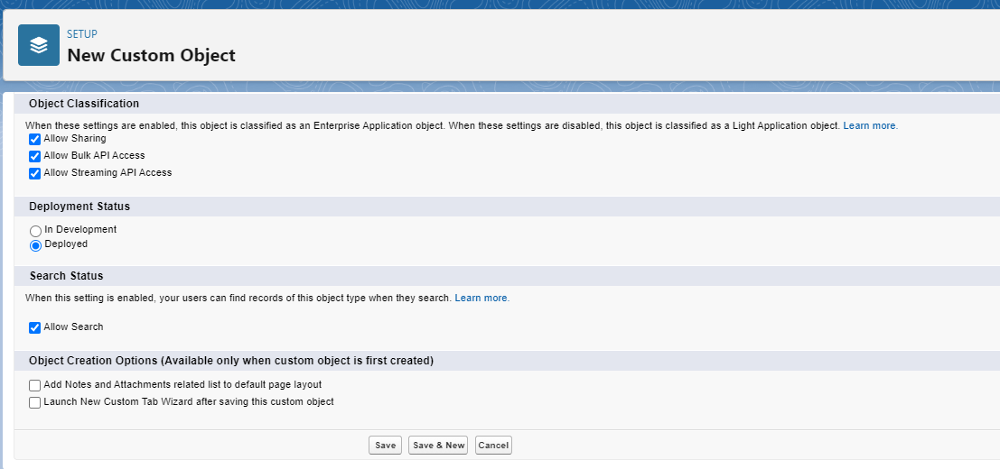 SETUP
New Custom Object
Object Classification
When these settings are enabled, this object is classified as an Enterprise Application object. When these settings are disabled, this object is classified as a Light Application object. Learn more.
Allow Sharing
Allow Bulk API Access
Allow Streaming API Access
Deployment Status
In Development
Deployed
Search Status
When this setting is enabled, your users can find records of this object type when they search. Learn more.
Allow Search
Object Creation Options (Available only when custom object is first created)
Add Notes and Attachments related list to default page layout
Launch New Custom Tab Wizard after saving this custom object
Save Save & New Cancel